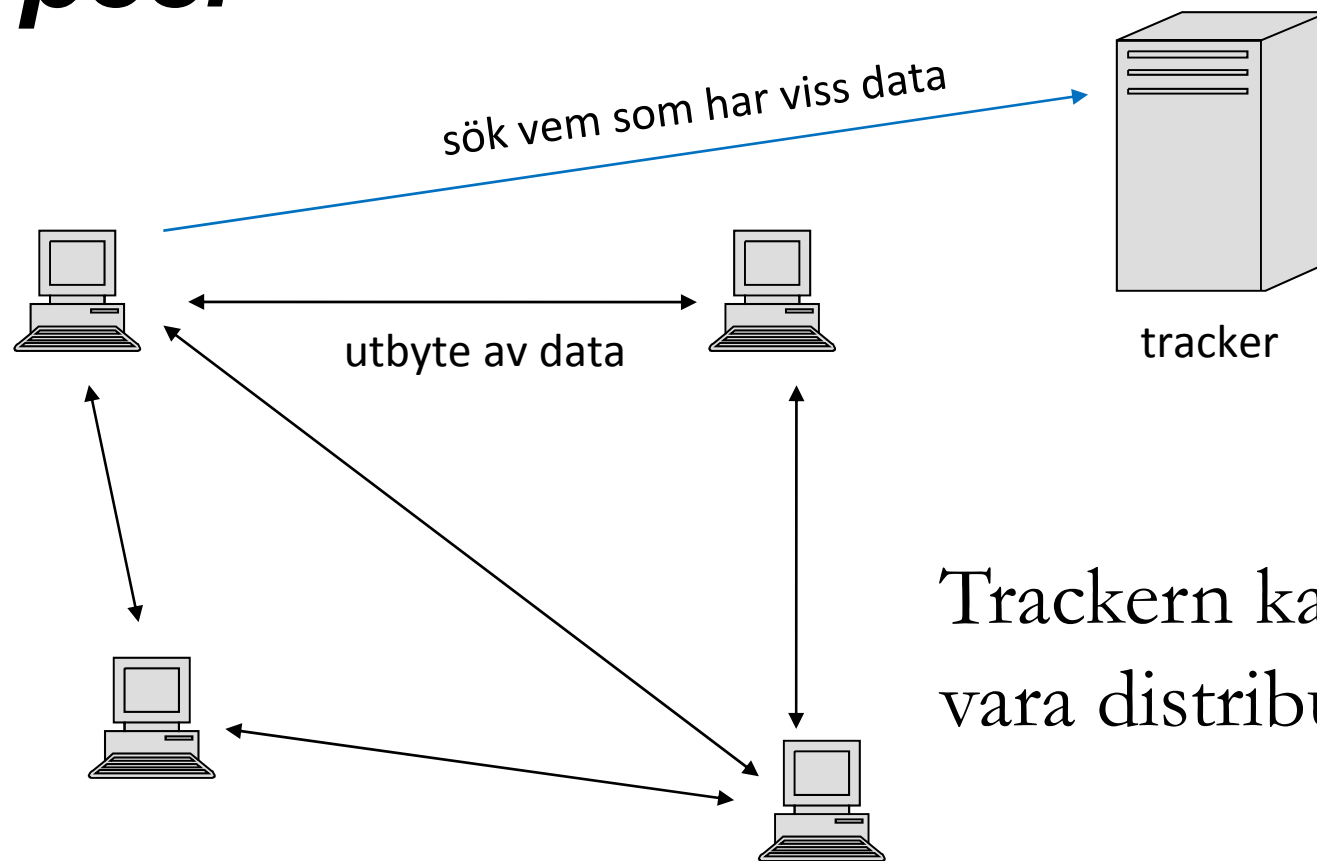 sök vem som har viss data
utbyte av data
tracker
Trackern
vara